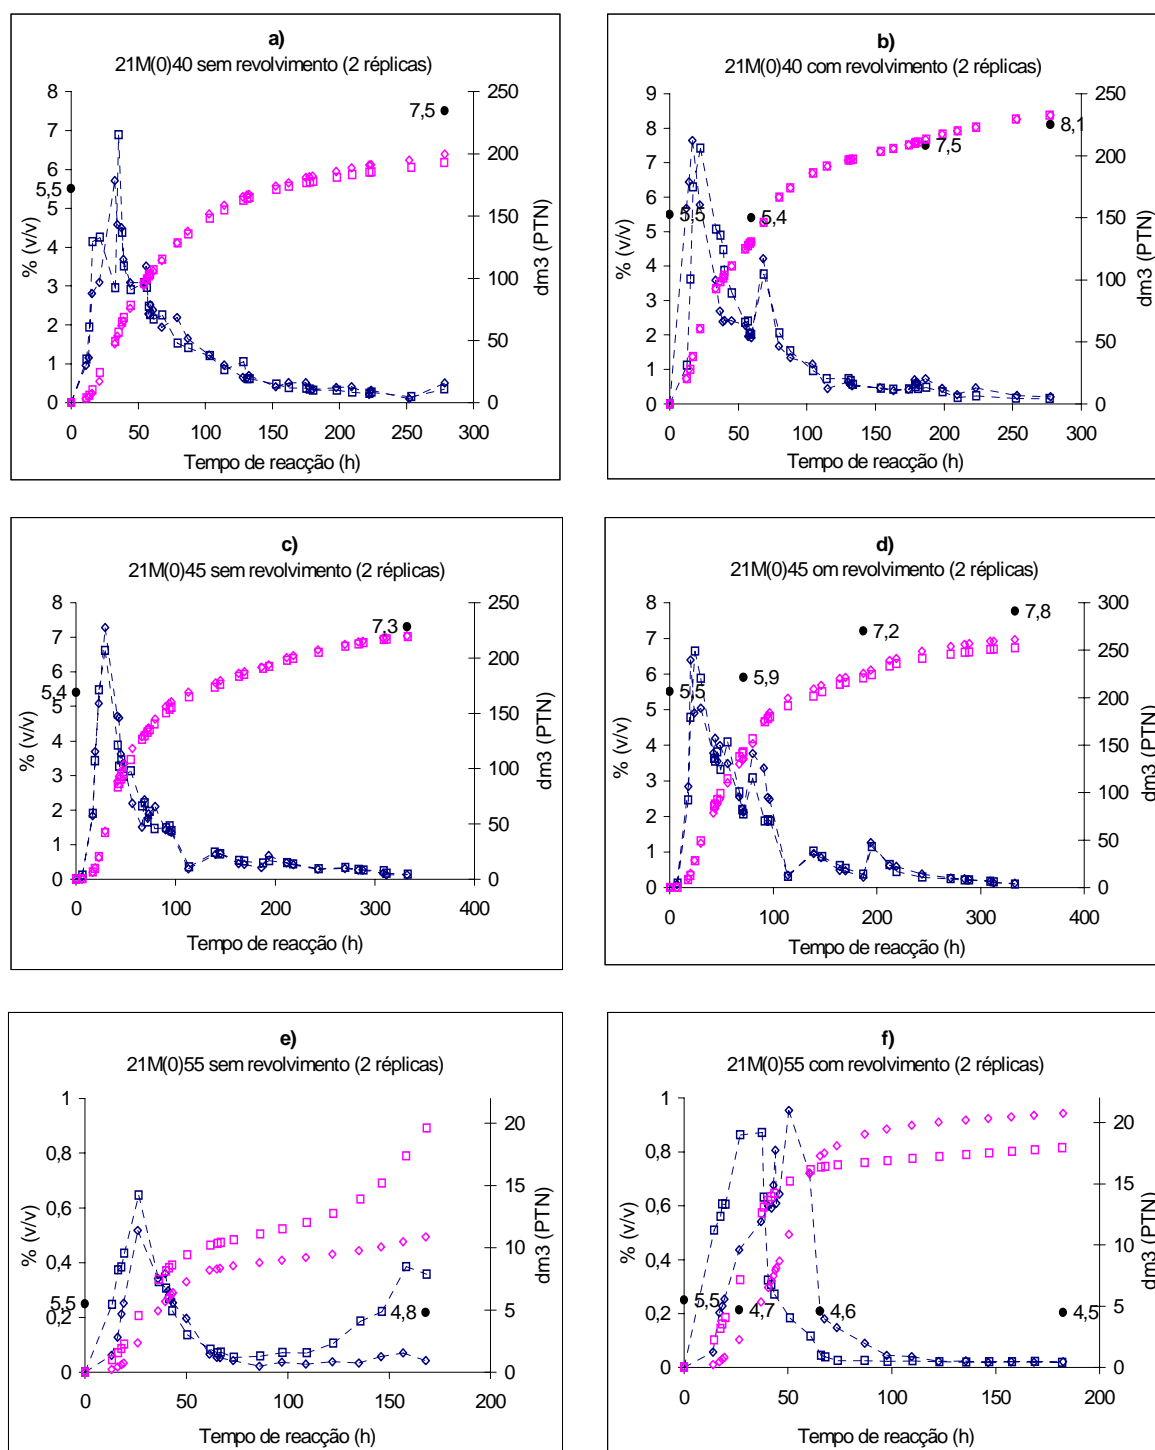 a)
21M(0)40 sem revolvimento (2 réplicas)
8
7
6
5
4
3
2
1
0
% (v/v)
250
200
150
100
50
0
dm3 (PTN)
5,5
7,5
0 50 100 150 200 250 300
Tempo de reacção (h)
b)
21M(0)40 com revolvimento (2 réplicas)
9
8
7
6
5
4
3
2
1
0
% (v/v)
250
200
150
100
50
0
dm3 (PTN)
5,5
5,4
7,5
8,1
0 50 100 150 200 250 300
Tempo de reacção (h)
c)
21M(0)45 sem revolvimento (2 réplicas)
8
7
6
5
4
3
2
1
0
% (v/v)
250
200
150
100
50
0
dm3 (PTN)
5,4
7,3
0 100 200 300 400
Tempo de reacção (h)
d)
21M(0)45 om revolvimento (2 réplicas)
8
7
6
5
4
3
2
1
0
% (v/v)
300
250
200
150
100
50
0
dm3 (PTN)
5,5
5,9
7,2
7,8
0 100 200 300 400
Tempo de reacção (h)
e)
21M(0)55 sem revolvimento (2 réplicas)
1
0,8
0,6
0,4
0,2
0
% (v/v)
20
15
10
5
0
dm3 (PTN)
5,5
4,8
0 50 100 150 200
Tempo de reacção (h)
f)
21M(0)55 com revolvimento (2 réplicas)
1
0,8
0,6
0,4
0,2
0
% (v/v)
20
15
10
5
0
dm3 (PTN)
5,5
4,7
4,6
4,5
0 50 100 150 200
Tempo de reacção (h)